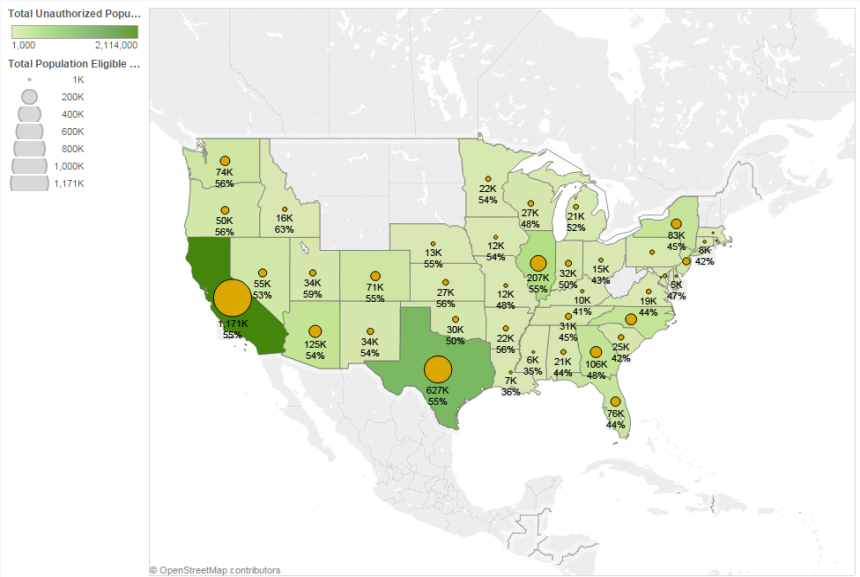 Total Unauthorized Popu...
1,000 2,114,000
Total Population Eligible ...
1K
200K
400K
600K
800K
1,000K
1,171K
74K
56%
50K
56%
16K
63%
22K
54%
27K
48%
21K
52%
83K
45%
8K
42%
13K
55%
12K
54%
207K
55%
32K
50%
15K
43%
5K
47%
55K
53%
34K
59%
71K
55%
27K
56%
12K
48%
10K
41%
19K
44%
1,171K
55%
125K
54%
34K
54%
30K
50%
22K
56%
31K
45%
25K
42%
627K
55%
7K
36%
6K
35%
21K
44%
106K
48%
76K
44%
© OpenStreetMap contributors